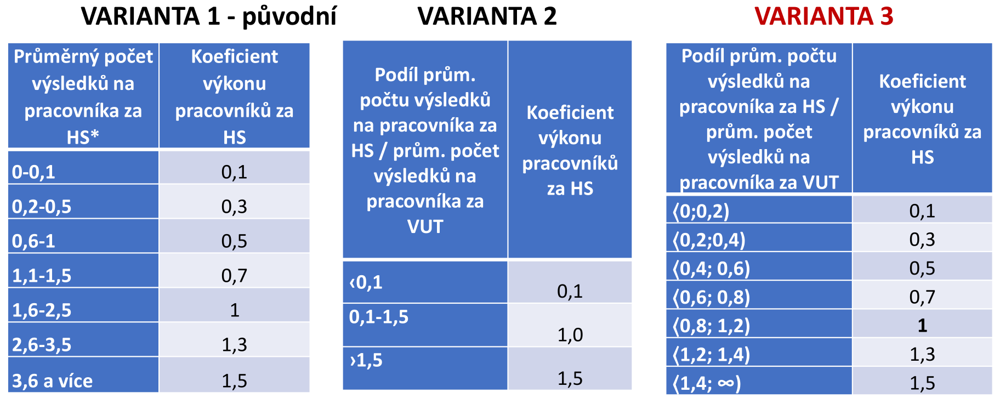 VARIANTA 1 - původní
Průměrný počet
výsledků na
pracovníka za
HS*
Koeficient
výkonu
pracovníků za
HS
0-0,1
0,1
0,2-0,5
0,3
0,6-1
0,5
1,1-1,5
0,7
1,6-2,5
1
2,6-3,5
1,3
3,6 a více
1,5
VARIANTA 2
Podíl prům.
počtu výsledků
na pracovníka za
HS / prům. počet
výsledků na
pracovníka za
VUT
Koeficient
výkonu
pracovníků
za HS
‹0,1
0,1
0,1-1,5
1,0
›1,5
1,5
VARIANTA 3
Podíl prům. počtu
výsledků na
pracovníka za HS /
prům. počet
výsledků na
pracovníka za VUT
Koeficient
výkonu
pracovníků za
HS
⟨0;0,2)
0,1
⟨0,2;0,4)
0,3
⟨0,4; 0,6)
0,5
⟨0,6; 0,8)
0,7
⟨0,8; 1,2)
1
⟨1,2; 1,4)
1,3
⟨1,4; ∞)
1,5